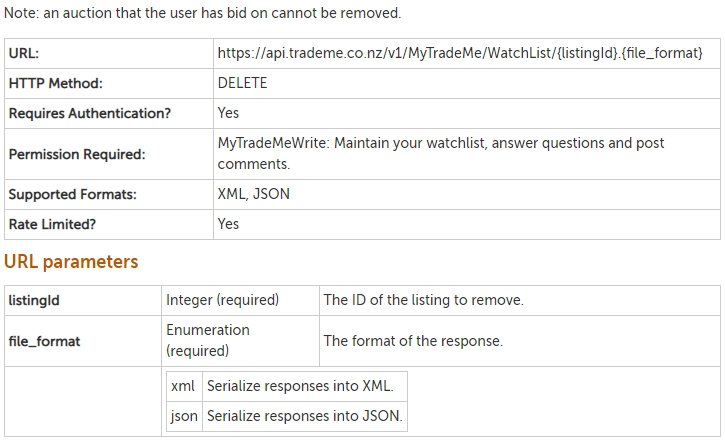 Note: an auction that the user has bid on cannot be removed.
URL: https://api.trademe.co.nz/v1/MyTradeMe/WatchList/{listingId}.{file_format}
HTTP Method: DELETE
Requires Authentication? Yes
Permission Required: MyTradeMeWrite: Maintain your watchlist, answer questions and post
comments.
Supported Formats: XML, JSON
Rate Limited? Yes
URL parameters
listingId Integer (required) The ID of the listing to remove.
file_format Enumeration
(required) The format of the response.
xml Serialize responses into XML.
json Serialize responses into JSON.